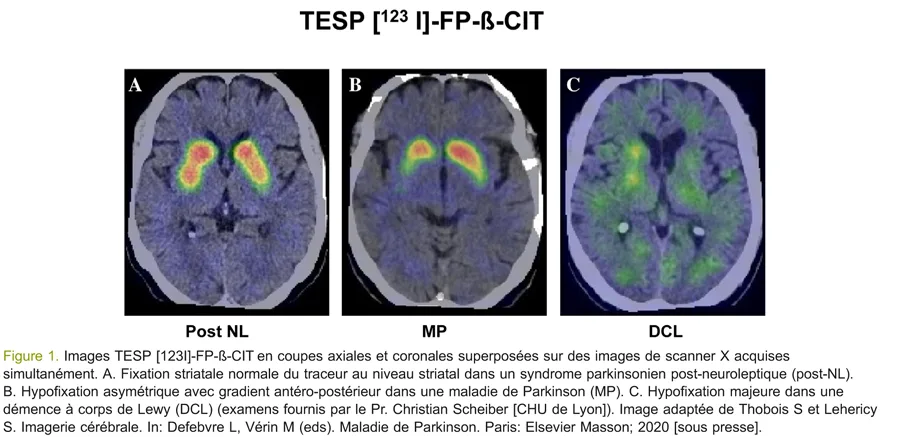 TESP [123 I]-FP-ß-CIT
A B C
Post NL MP DCL
Figure 1. Images TESP [123I]-FP-ß-CIT en coupes axiales et coronales superposées sur des images de scanner X acquises
simultanément. A. Fixation striatale normale du traceur au niveau striatal dans un syndrome parkinsonien post-neuroleptique (post-NL).
B. Hypofixation asymétrique avec gradient antéro-postérieur dans une maladie de Parkinson (MP). C. Hypofixation majeure dans une
démence à corps de Lewy (DCL) (examens fournis par le Pr. Christian Scheiber [CHU de Lyon]). Image adaptée de Thobois S et Lehericy
S. Imagerie cérébrale. In: Defebvre L, Vérin M (eds). Maladie de Parkinson. Paris: Elsevier Masson; 2020 [sous presse].